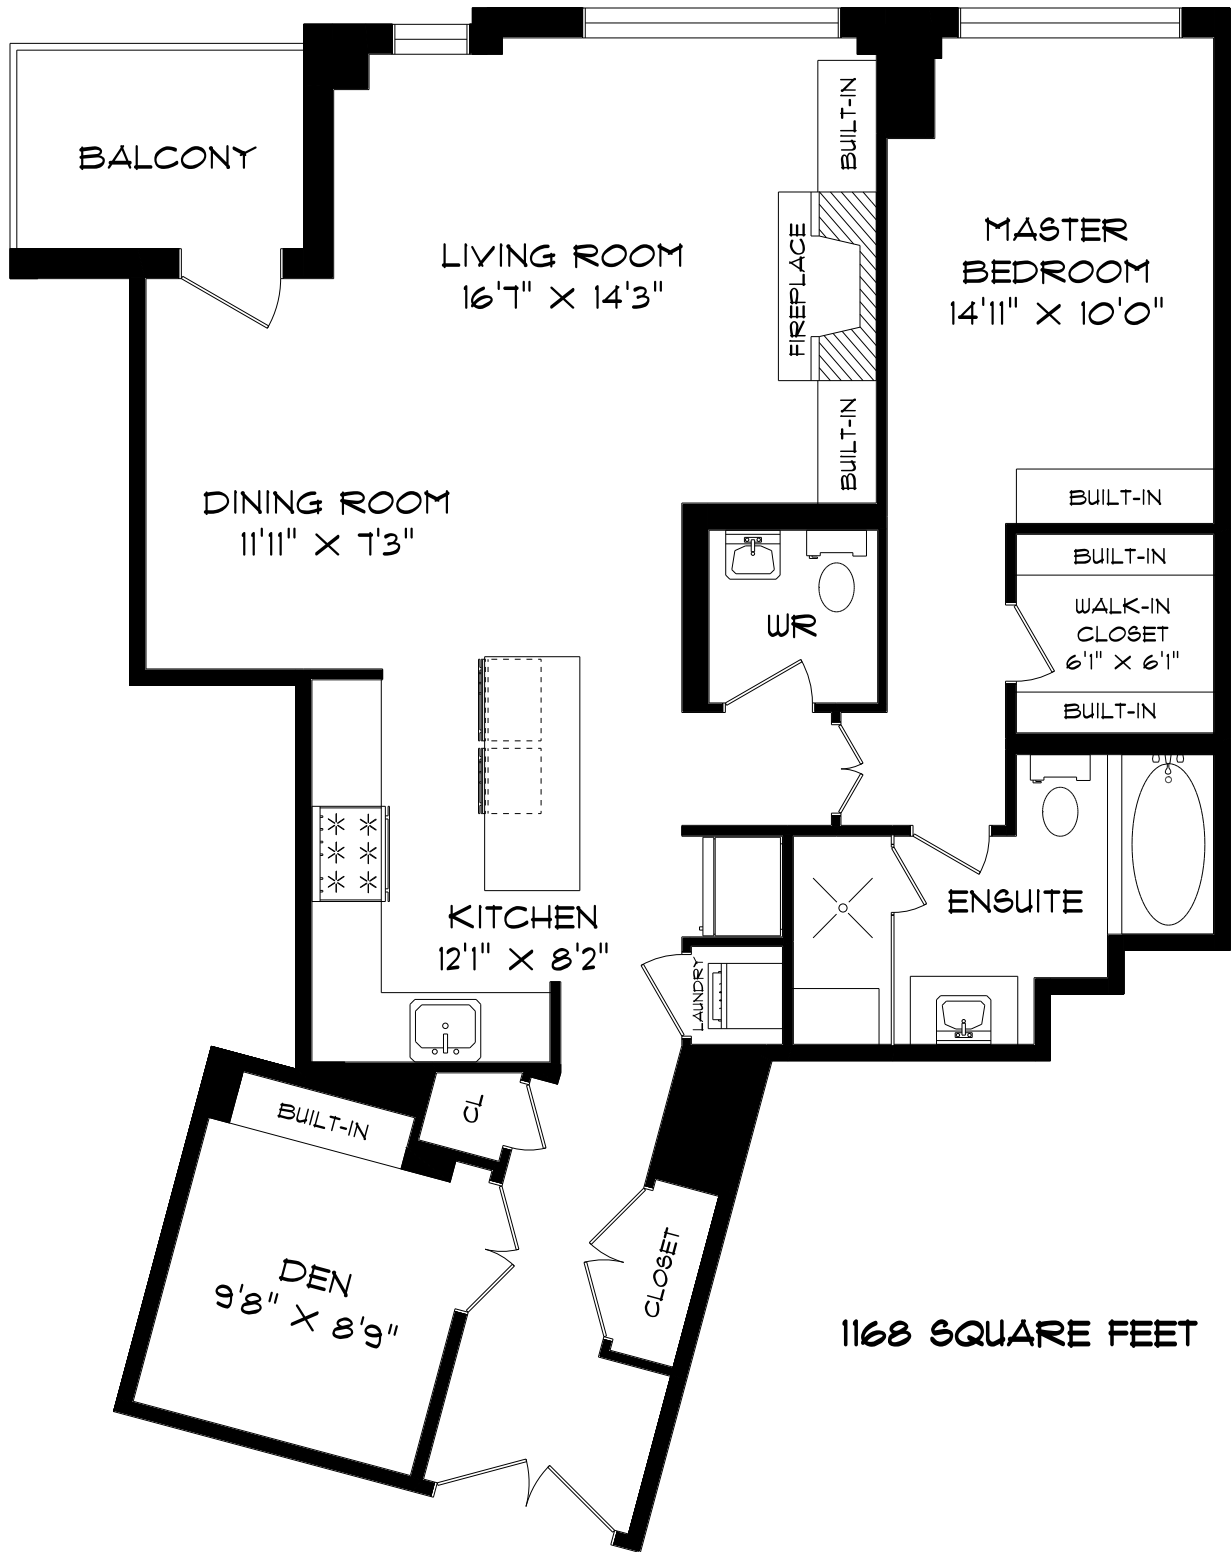 BUILT-IN
BALCONY
MASTER
BEDROOM
14'11" X 10'0"
LIVING ROOM
16'7" X 14'3"
FIREPLACE
BUILT-IN
DINING ROOM
11'11" X 7'3"
BUILT-IN
BUILT-IN
WALK-IN
CLOSET
6'1" X 6'1"
BUILT-IN
WR
ENSUITE
KITCHEN
12'1" X 8'2"
LAUNDRY
CL
BUILT-IN
DEN
9'8" X 8'9"
CLOSET
1168 SQUARE FEET